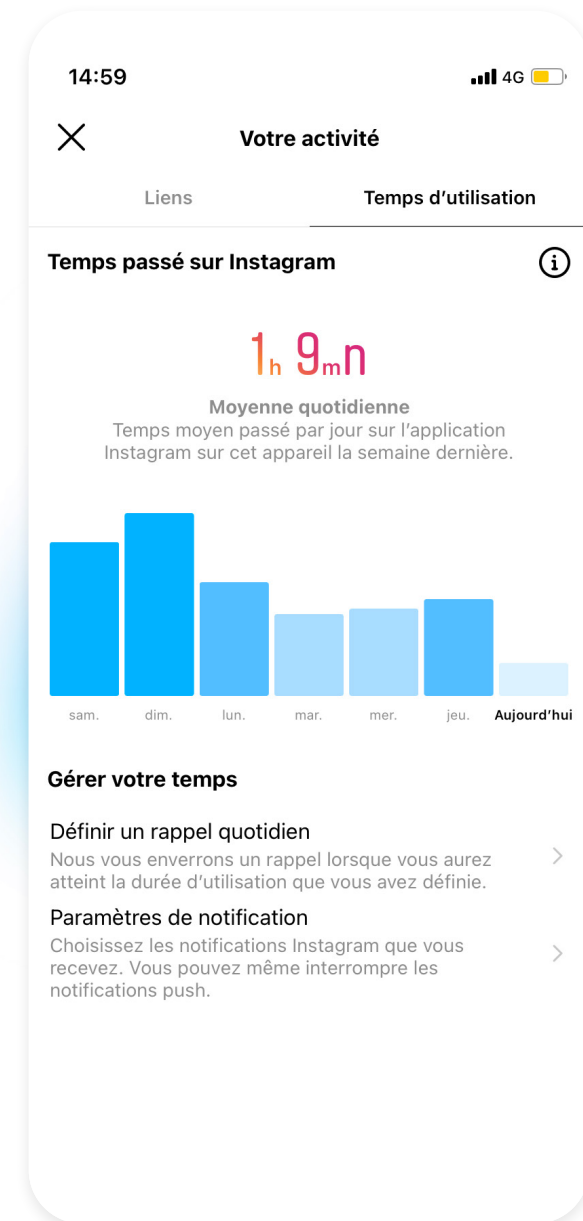 14:59 4G
Votre activité
Liens Temps d’utilisation
Temps passé sur Instagram
1h 9mn
Moyenne quotidienne
Temps moyen passé par jour sur l’application
Instagram sur cet appareil la semaine dernière.
sam. dim. lun. mar. mer. jeu. Aujourd’hui
Gérer votre temps
Définir un rappel quotidien
Nous vous enverrons un rappel lorsque vous aurez
atteint la durée d’utilisation que vous avez définie.
Paramètres de notification
Choisissez les notifications Instagram que vous
recevez. Vous pouvez même interrompre les
notifications push.